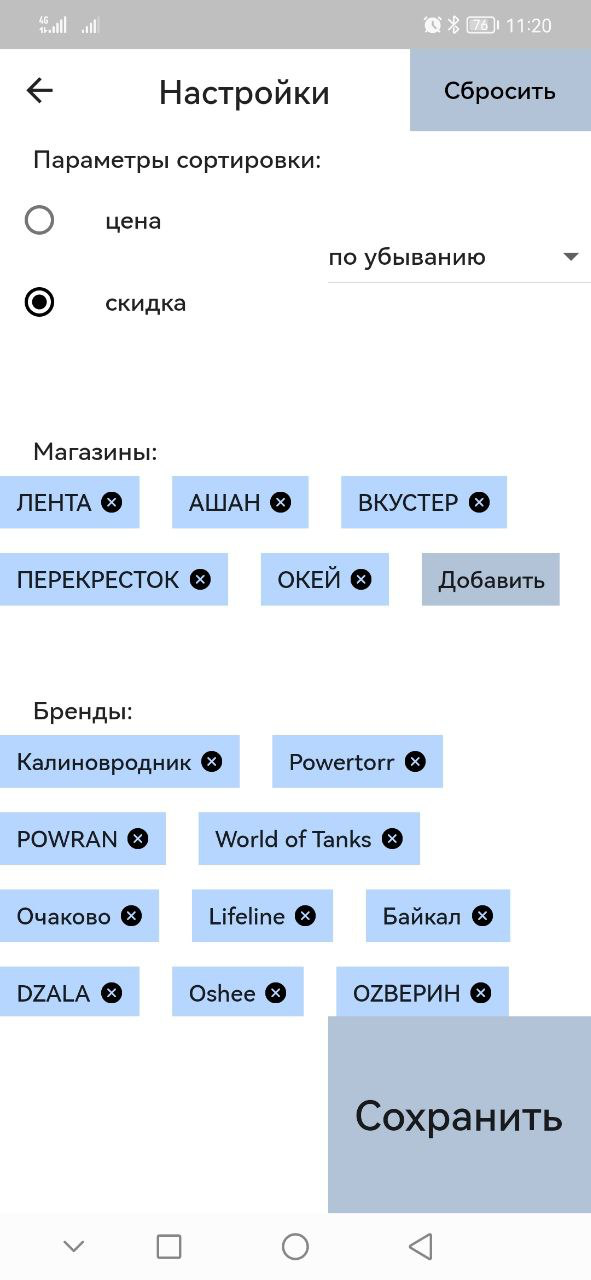 4G 76 11:20
Настройки Сбросить
Параметры сортировки:
цена
по убыванию
скидка
Магазины:
ЛЕНТА АШАН ВКУСТЕР
ПЕРЕКРЕСТОК ОКЕЙ Добавить
Бренды:
Калиновродник Powertorr
POWRAN World of Tanks
Очаково Lifeline Байкал
DZALA Oshee OZВЕРИН
Сохранить